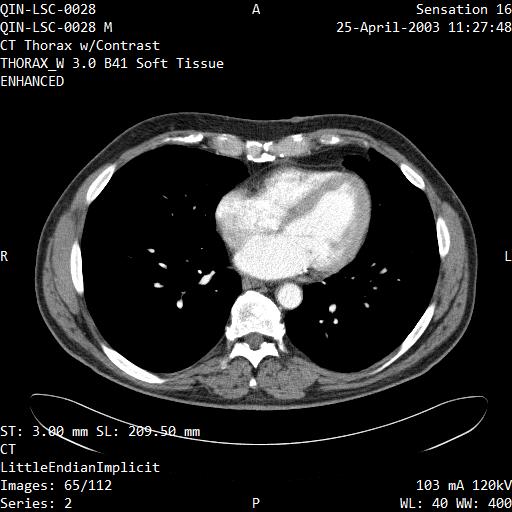 QIN-LSC-0028
A
Sensation 16
QIN-LSC-0028 M
25-April-2003 11:27:48
CT Thorax w/Contrast
THORAX_W 3.0 B41 Soft Tissue
ENHANCED
R
L
ST: 3.00 mm SL: 209.50 mm
CT
LittleEndianImplicit
Images: 65/112
103 mA 120kV
Series: 2
P
WL: 40 WW: 400